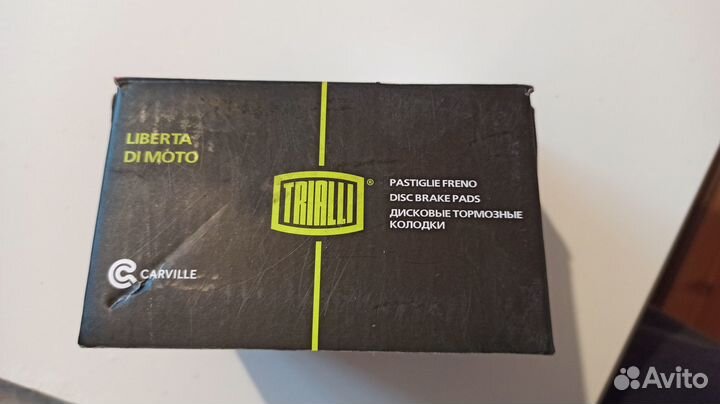 LIBERTA
DI MOTO
TRIALLI®
PASTIGLIE FRENO
DISC BRAKE PADS
ДИСКОВЫЕ ТОРМОЗНЫЕ
КОЛОДКИ
CARVILLE
Avito